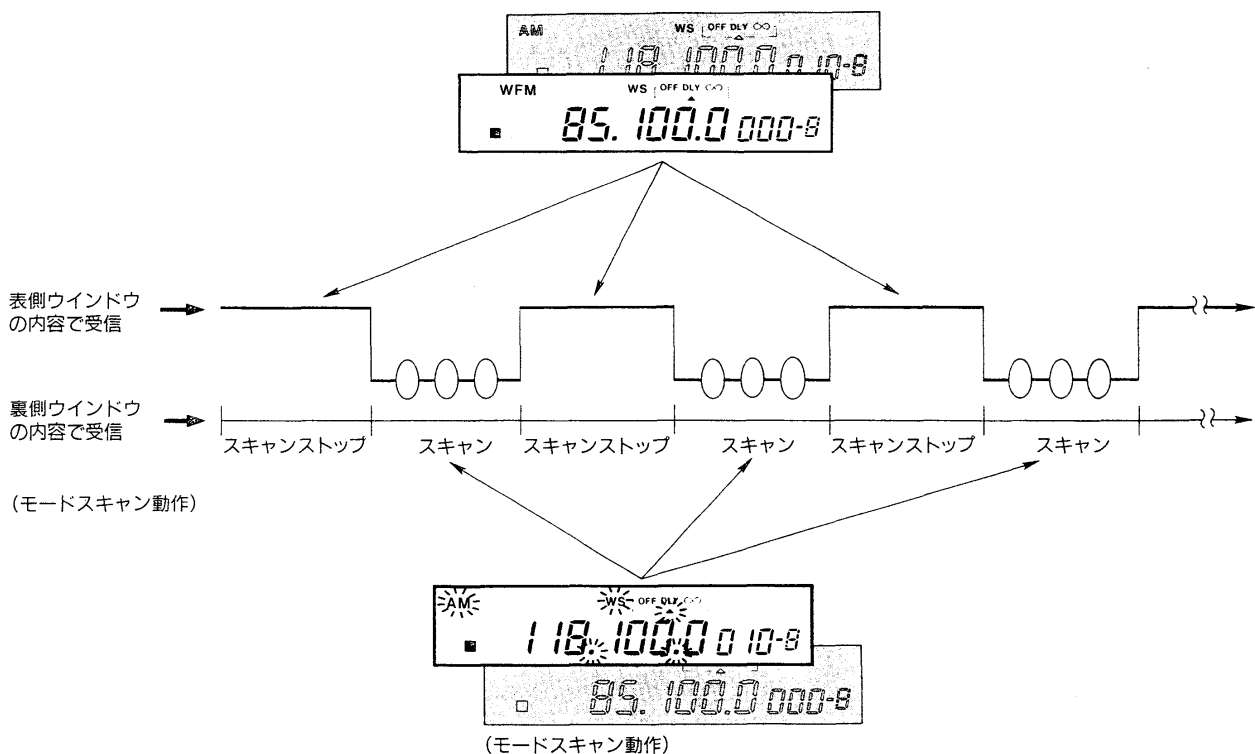 AM WS OFF DLY ∞
118.100.0 010-8
WFM WS OFF DLY ∞
85.100.0 000-8
表側ウインドウ
の内容で受信
裏側ウインドウ
の内容で受信
スキャンストップ スキャン スキャンストップ スキャン スキャンストップ スキャン
(モードスキャン動作)
AM WS OFF DLY ∞
118.100.0 010-8
85.100.0 000-8
(モードスキャン動作)